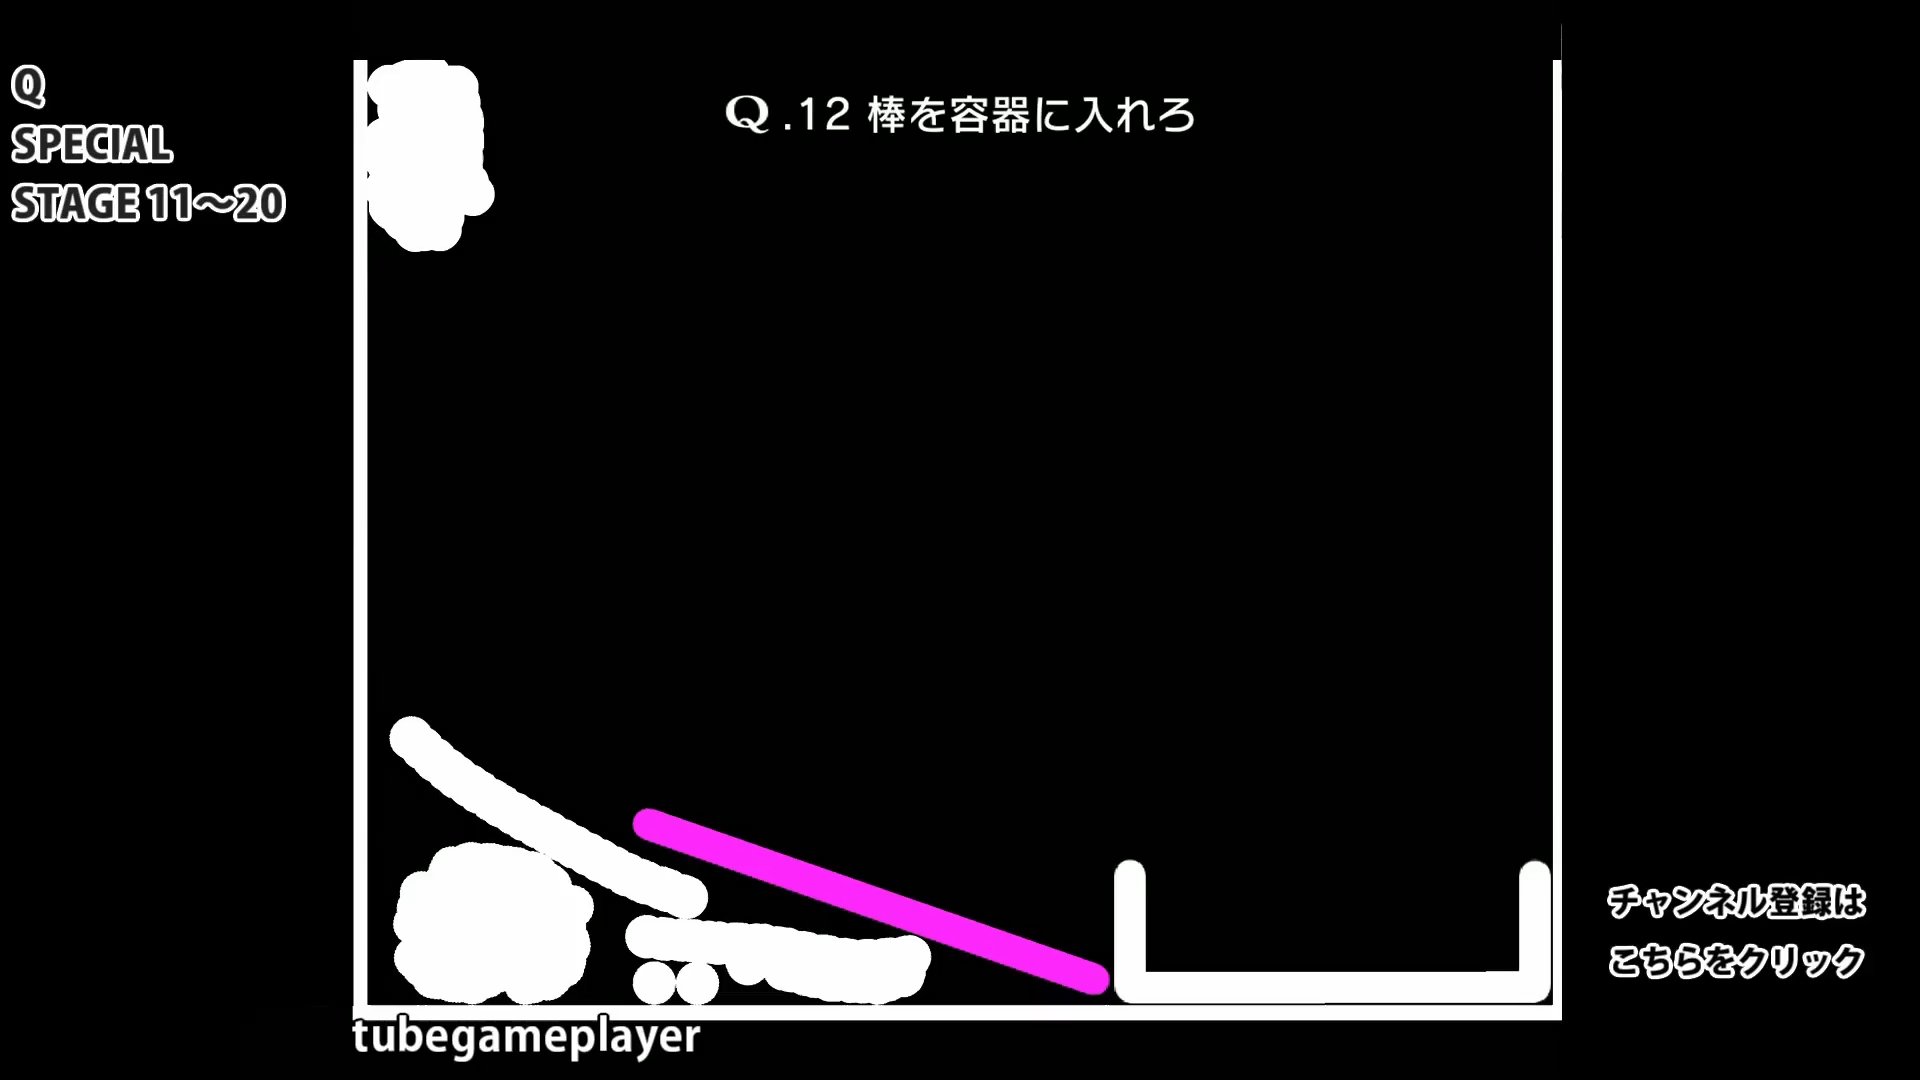 Q
SPECIAL
STAGE 11〜20
Q.12 棒を容器に入れろ
チャンネル登録は
こちらをクリック
tubegameplayer